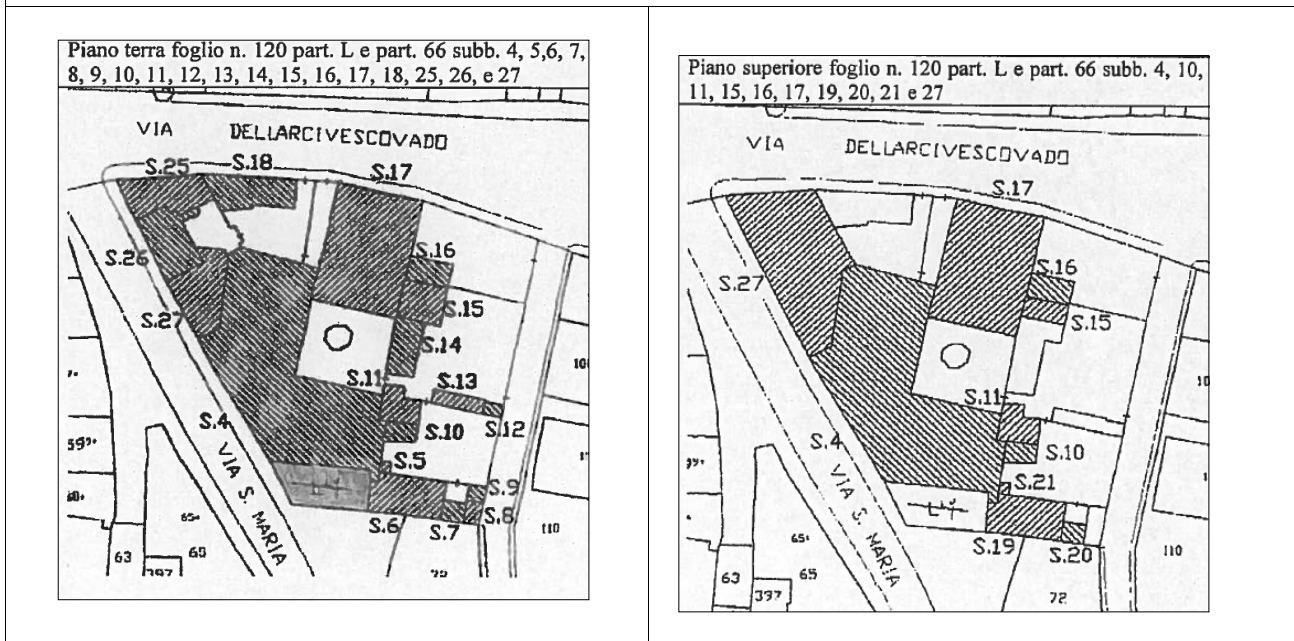 Piano terra foglio n. 120 part. L e part. 66 subb. 4, 5,6, 7,
8, 9, 10, 11, 12, 13, 14, 15, 16, 17, 18, 25, 26, e 27
VIA DELLARCIVESCOVADO
S.25
S.18
S.17
S.26
S.16
S.27
S.15
S.14
S.11
S.13
S.12
S.4
S.10
S.5
S.9
S.6
S.7
S.8
VIA S. MARIA
63
65
397
110
Piano superiore foglio n. 120 part. L e part. 66 subb. 4, 10,
11, 15, 16, 17, 19, 20, 21 e 27
VIA DELLARCIVESCOVADO
S.17
S.16
S.27
S.15
S.11
S.4
S.10
S.21
S.19
S.20
VIA S. MARIA
63
65
397
72
110